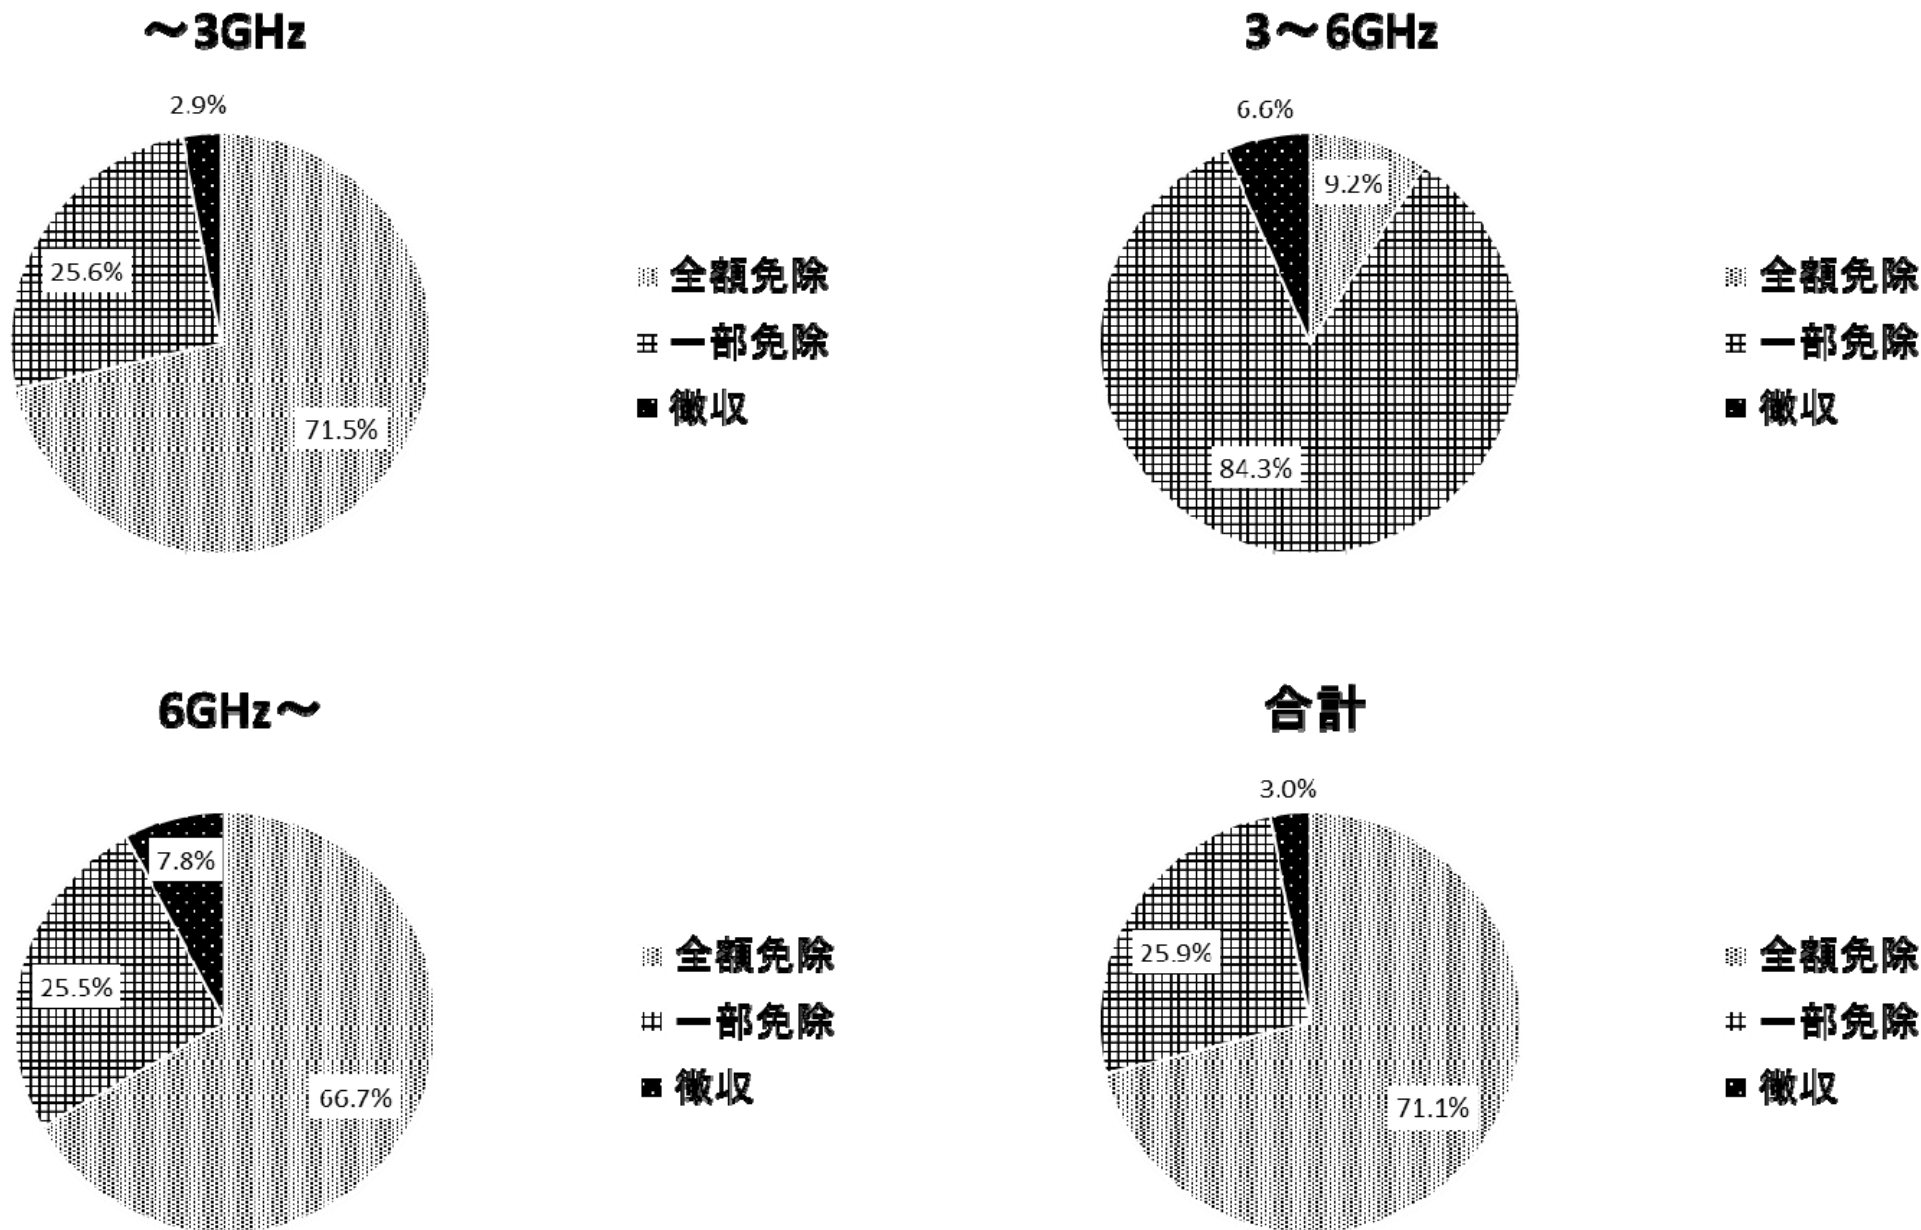 ～3GHz
2.9%
25.6%
71.5%
全額免除
一部免除
徴収
3～6GHz
6.6%
9.2%
84.3%
全額免除
一部免除
徴収
6GHz～
7.8%
25.5%
66.7%
全額免除
一部免除
徴収
合計
3.0%
25.9%
71.1%
全額免除
一部免除
徴収